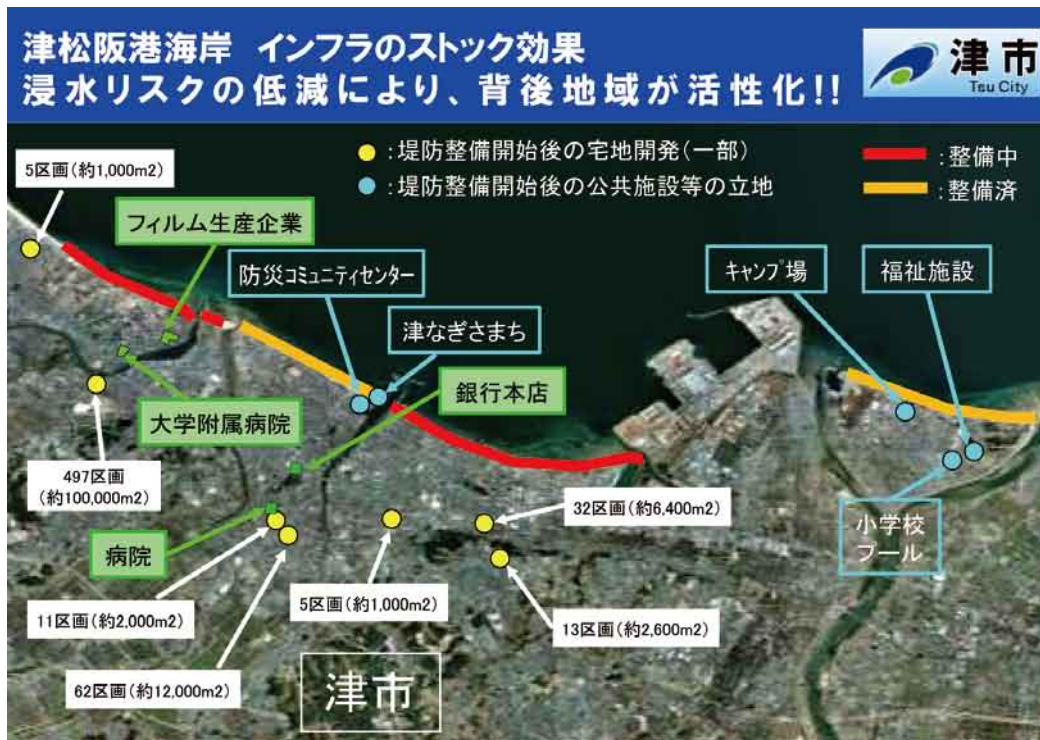 津松阪港海岸 インフラのストック効果
浸水リスクの低減により、背後地域が活性化!!
津市
Tsu City
:堤防整備開始後の宅地開発(一部)
:堤防整備開始後の公共施設等の立地
:整備中
:整備済
5区画(約1,000m2)
フィルム生産企業
防災コミュニティセンター
津なぎさまち
キャンプ場
福祉施設
大学附属病院
銀行本店
497区画
(約100,000m2)
病院
32区画(約6,400m2)
小学校
プール
11区画(約2,000m2)
5区画(約1,000m2)
13区画(約2,600m2)
62区画(約12,000m2)
津市